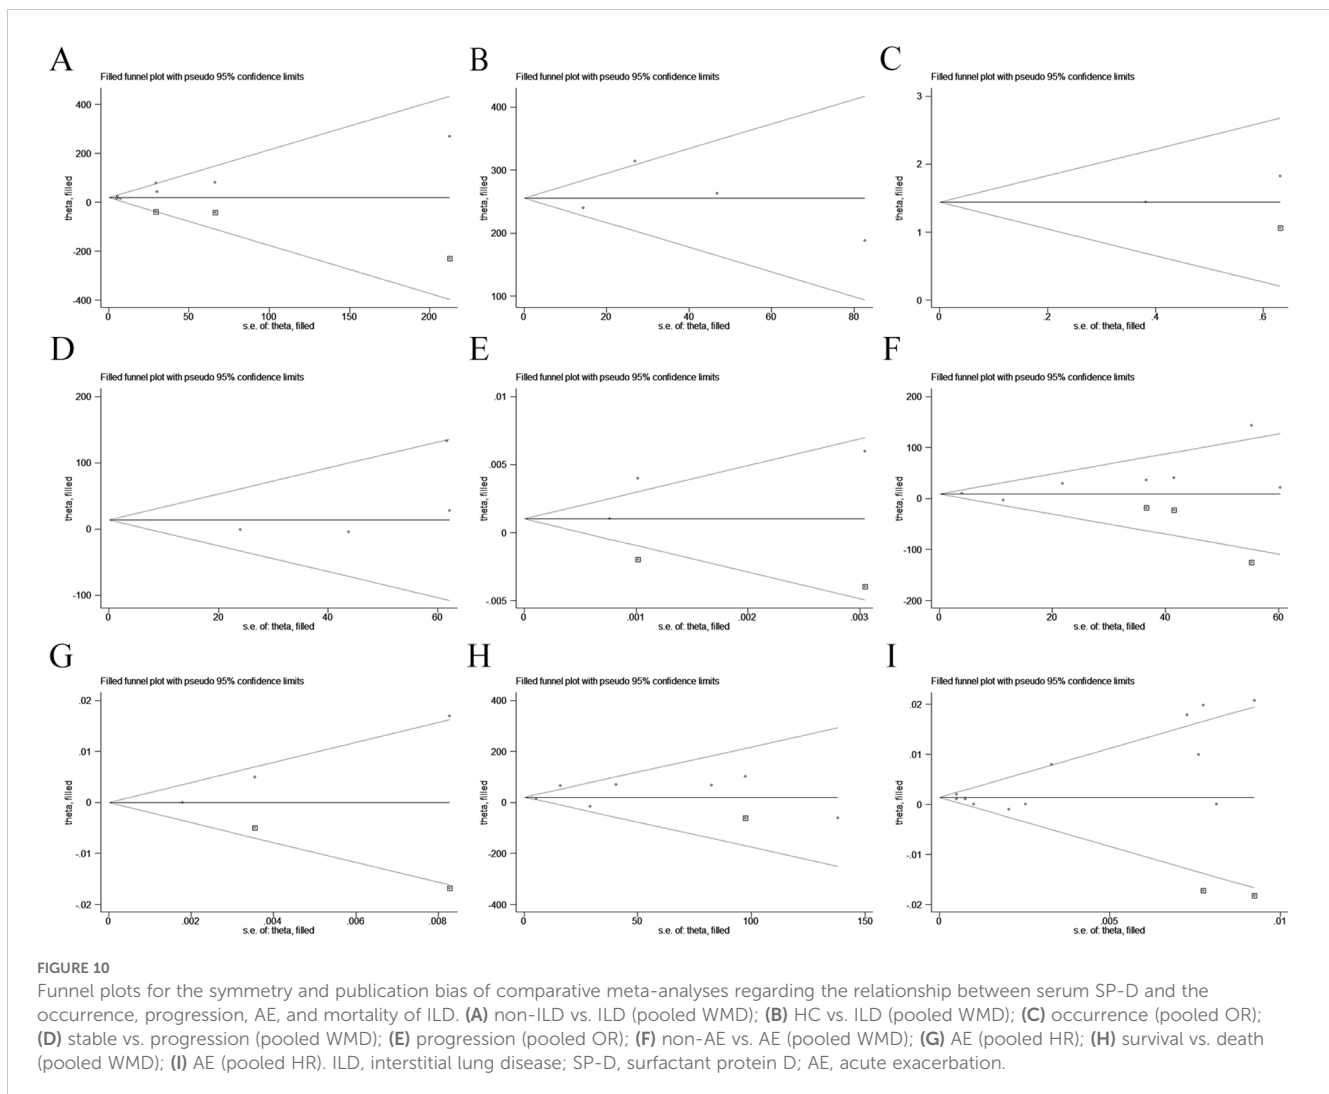 A
Filled funnel plot with pseudo 95% confidence limits
400
200
0
-200
-400
theta, filled
0
50
100
150
200
s.e. of: theta, filled
B
Filled funnel plot with pseudo 95% confidence limits
400
300
200
100
theta, filled
0
20
40
60
80
s.e. of: theta, filled
C
Filled funnel plot with pseudo 95% confidence limits
3
2
1
0
theta, filled
0
.2
.4
.6
s.e. of: theta, filled
D
Filled funnel plot with pseudo 95% confidence limits
200
100
0
-100
theta, filled
0
20
40
60
s.e. of: theta, filled
E
Filled funnel plot with pseudo 95% confidence limits
.01
.005
0
-.005
theta, filled
0
.001
.002
.003
s.e. of: theta, filled
F
Filled funnel plot with pseudo 95% confidence limits
200
100
0
-100
-200
theta, filled
0
20
40
60
s.e. of: theta, filled
G
Filled funnel plot with pseudo 95% confidence limits
.02
.01
0
-.01
-.02
theta, filled
0
.002
.004
.006
.008
s.e. of: theta, filled
H
Filled funnel plot with pseudo 95% confidence limits
400
200
0
-200
-400
theta, filled
0
50
100
150
s.e. of: theta, filled
I
Filled funnel plot with pseudo 95% confidence limits
.02
.01
0
-.01
-.02
theta, filled
0
.005
.01
s.e. of: theta, filled
FIGURE 10
Funnel plots for the symmetry and publication bias of comparative meta-analyses regarding the relationship between serum SP-D and the
occurrence, progression, AE, and mortality of ILD. (A) non-ILD vs. ILD (pooled WMD); (B) HC vs. ILD (pooled WMD); (C) occurrence (pooled OR);
(D) stable vs. progression (pooled WMD); (E) progression (pooled OR); (F) non-AE vs. AE (pooled WMD); (G) AE (pooled HR); (H) survival vs. death
(pooled WMD); (I) AE (pooled HR). ILD, interstitial lung disease; SP-D, surfactant protein D; AE, acute exacerbation.